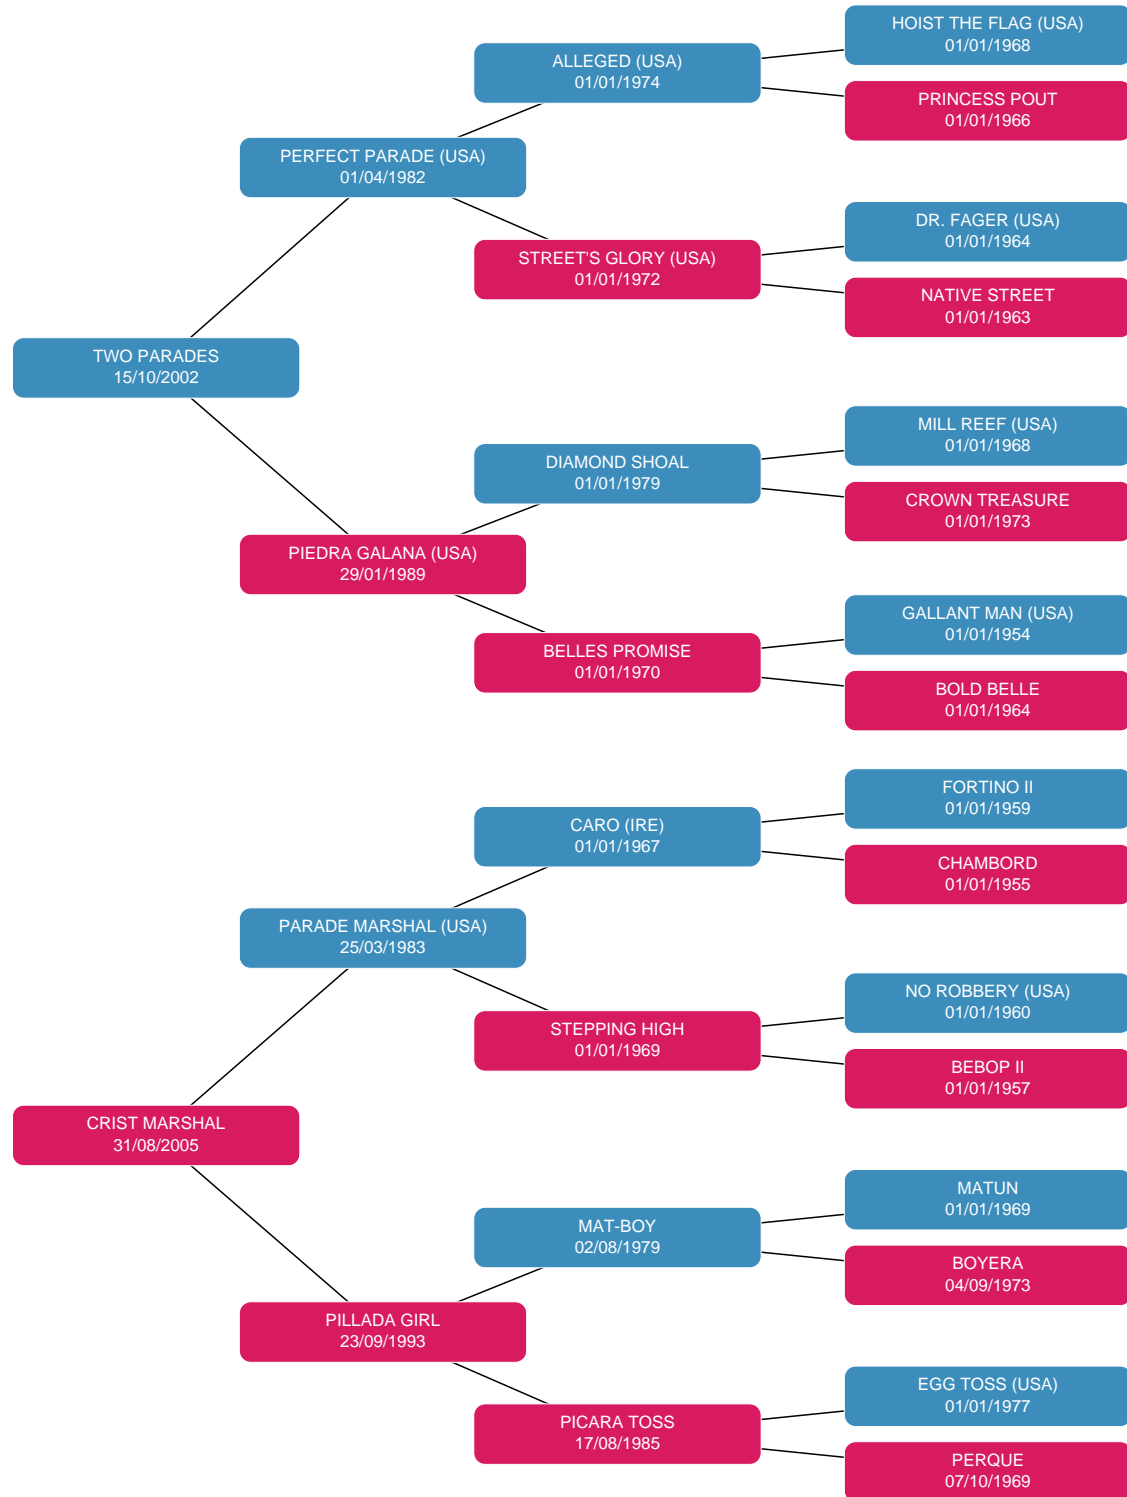 HOIST THE FLAG (USA)
01/01/1968
ALLEGED (USA)
01/01/1974
PRINCESS POUT
01/01/1966
PERFECT PARADE (USA)
01/04/1982
DR. FAGER (USA)
01/01/1964
STREET'S GLORY (USA)
01/01/1972
NATIVE STREET
01/01/1963
TWO PARADES
15/10/2002
MILL REEF (USA)
01/01/1968
DIAMOND SHOAL
01/01/1979
CROWN TREASURE
01/01/1973
PIEDRA GALANA (USA)
29/01/1989
GALLANT MAN (USA)
01/01/1954
BELLES PROMISE
01/01/1970
BOLD BELLE
01/01/1964
FORTINO II
01/01/1959
CARO (IRE)
01/01/1967
CHAMBORD
01/01/1955
PARADE MARSHAL (USA)
25/03/1983
NO ROBBERY (USA)
01/01/1960
STEPPING HIGH
01/01/1969
BEBOP II
01/01/1957
CRIST MARSHAL
31/08/2005
MATUN
01/01/1969
MAT-BOY
02/08/1979
BOYERA
04/09/1973
PILLADA GIRL
23/09/1993
EGG TOSS (USA)
01/01/1977
PICARA TOSS
17/08/1985
PERQUE
07/10/1969